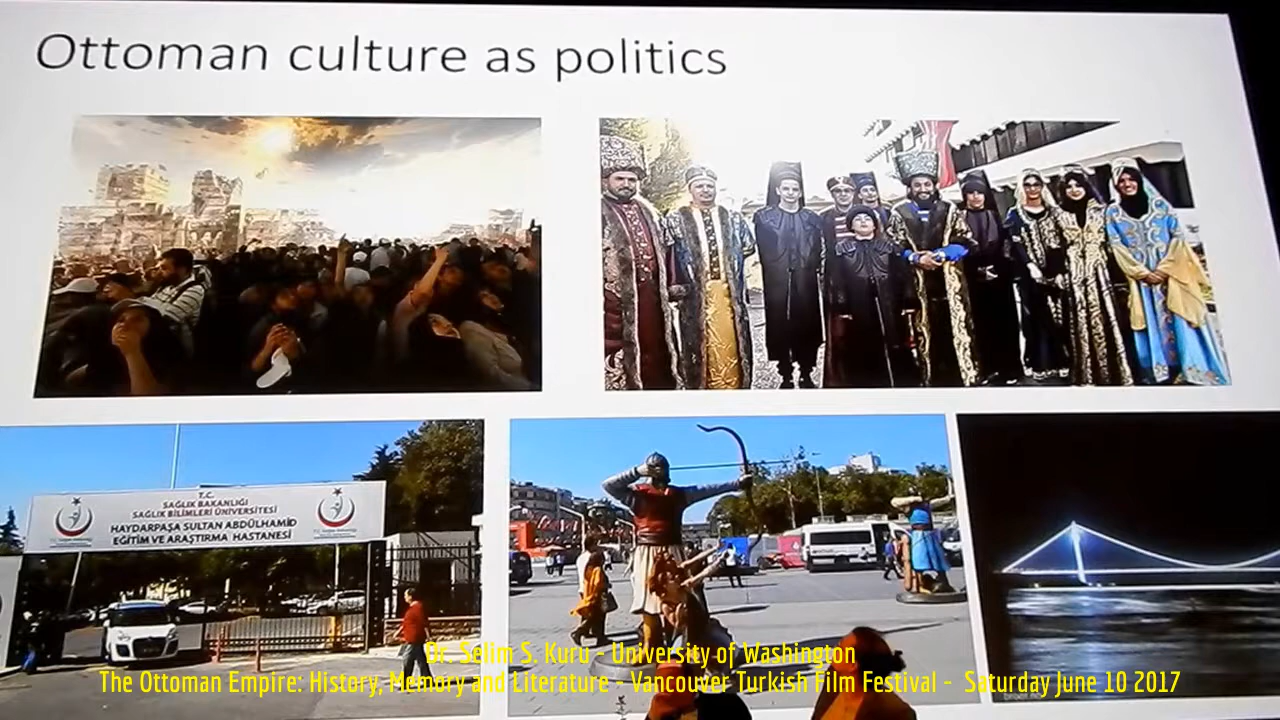 Ottoman culture as politics
T.C.
SAĞLIK BAKANLIĞI
SAĞLIK BİLİMLERİ ÜNİVERSİTESİ
HAYDARPAŞA SULTAN ABDÜLHAMİD
EĞİTİM VE ARAŞTIRMA HASTANESİ
Dr. Selim S. Kuru - University of Washington
The Ottoman Empire: History, Memory and Literature - Vancouver Turkish Film Festival - Saturday June 10 2017